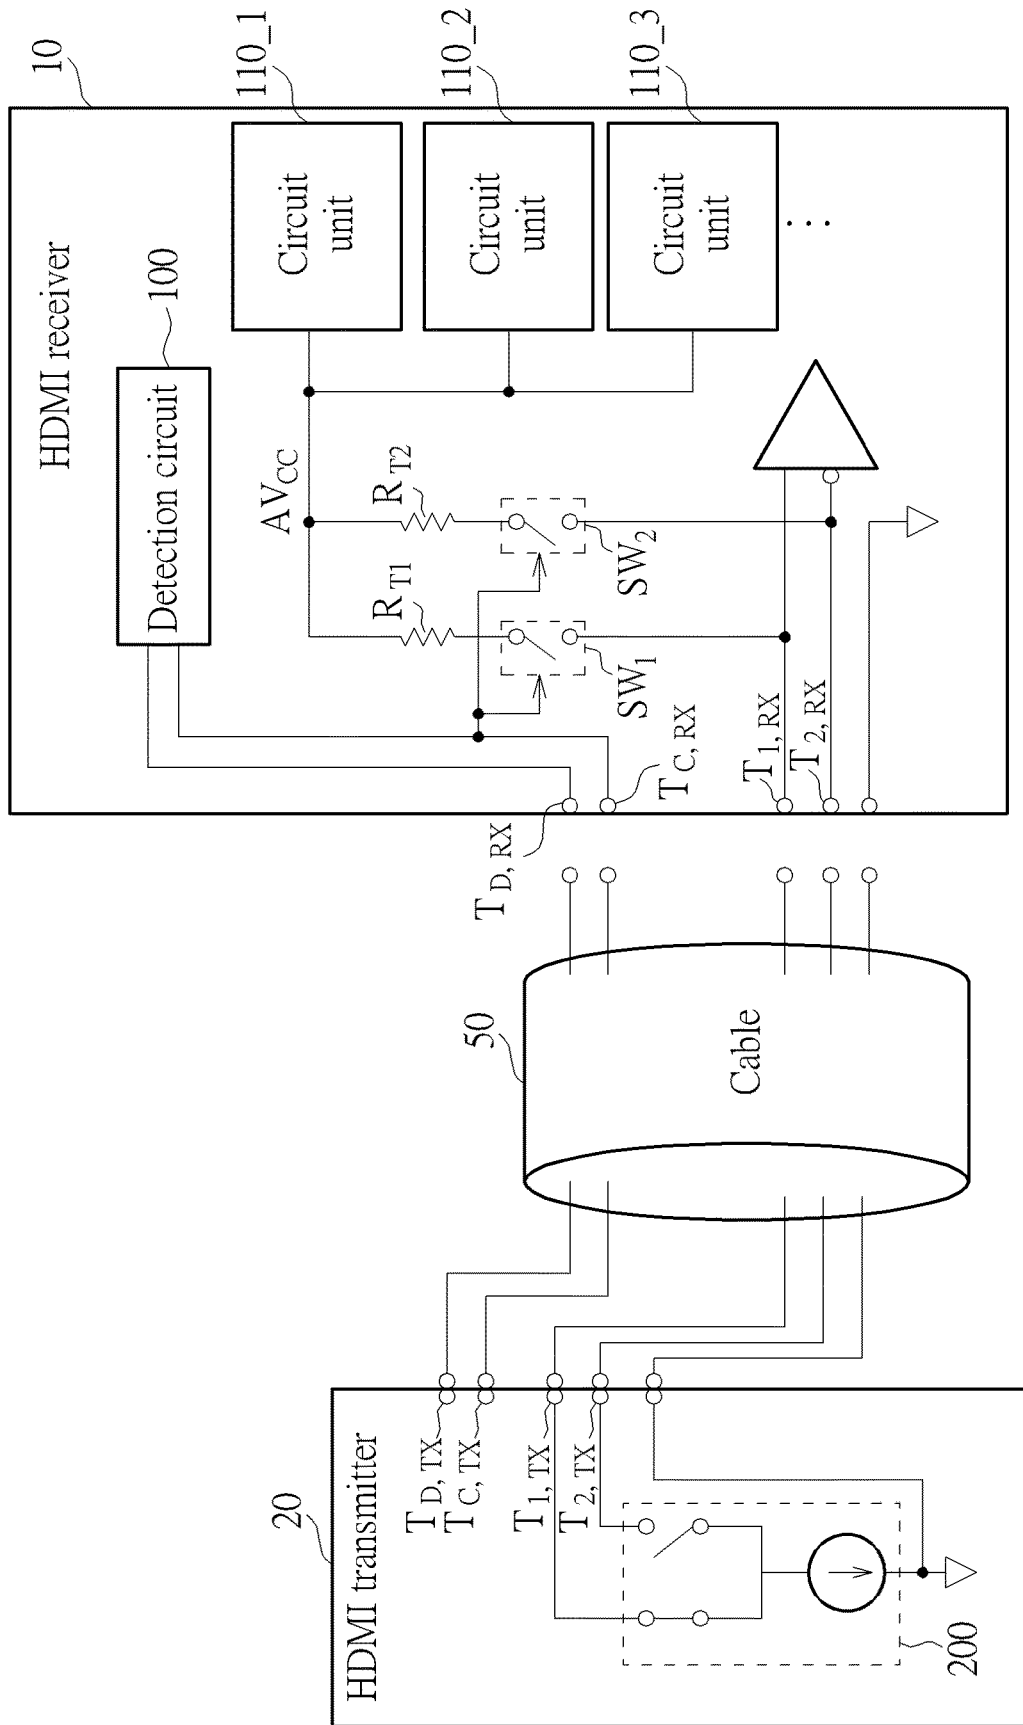 HDMI transmitter
20
T_D, TX
T_C, TX
T_1, TX
T_2, TX
200
50
Cable
10
HDMI receiver
100
Detection circuit
AV_CC
R_T1
R_T2
SW_1
SW_2
T_D, RX
T_C, RX
T_1, RX
T_2, RX
Circuit
unit
110_1
Circuit
unit
110_2
Circuit
unit
110_3
...